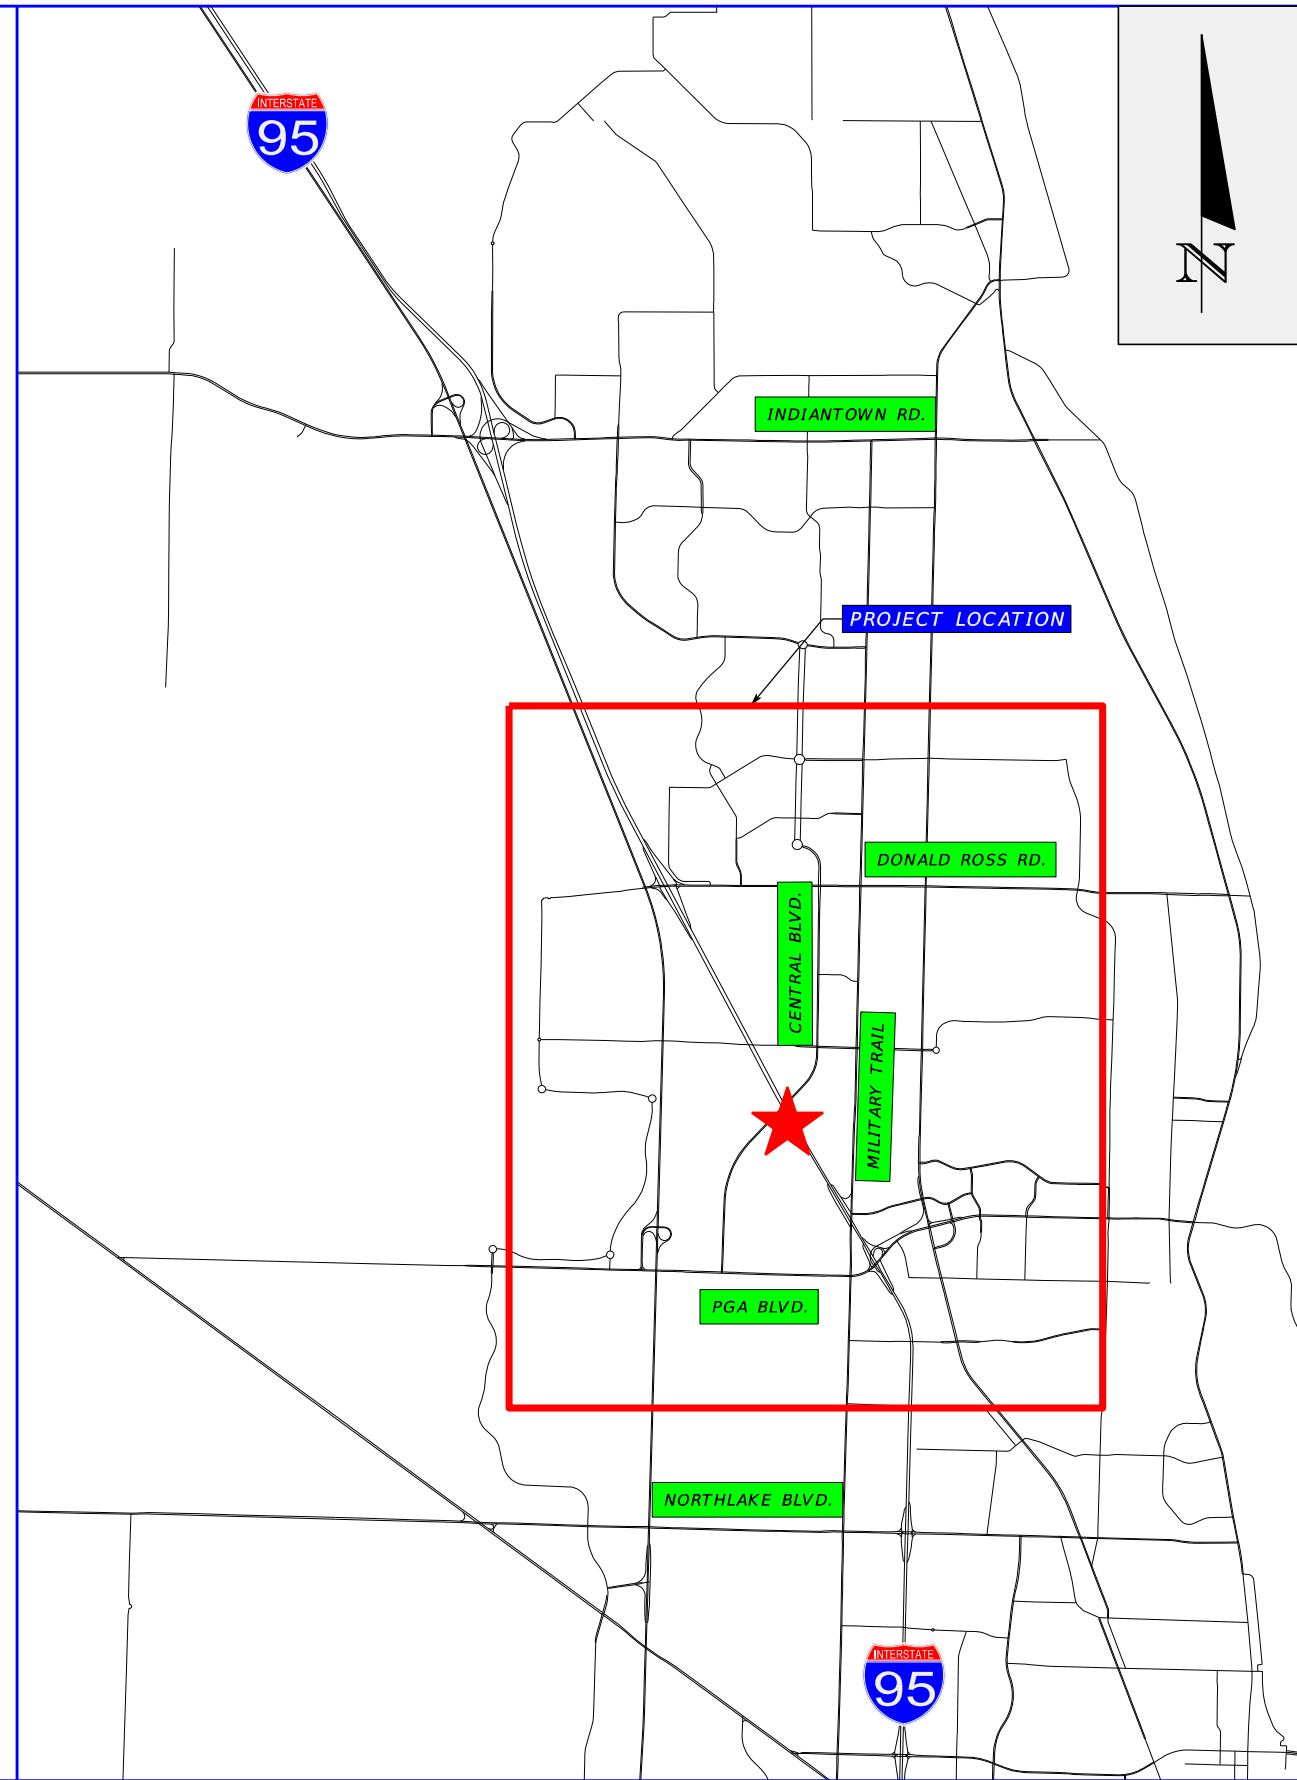 INTERSTATE
95
N
INDIANTOWN RD.
PROJECT LOCATION
DONALD ROSS RD.
CENTRAL BLVD.
MILITARY TRAIL
PGA BLVD.
NORTHLAKE BLVD.
INTERSTATE
95